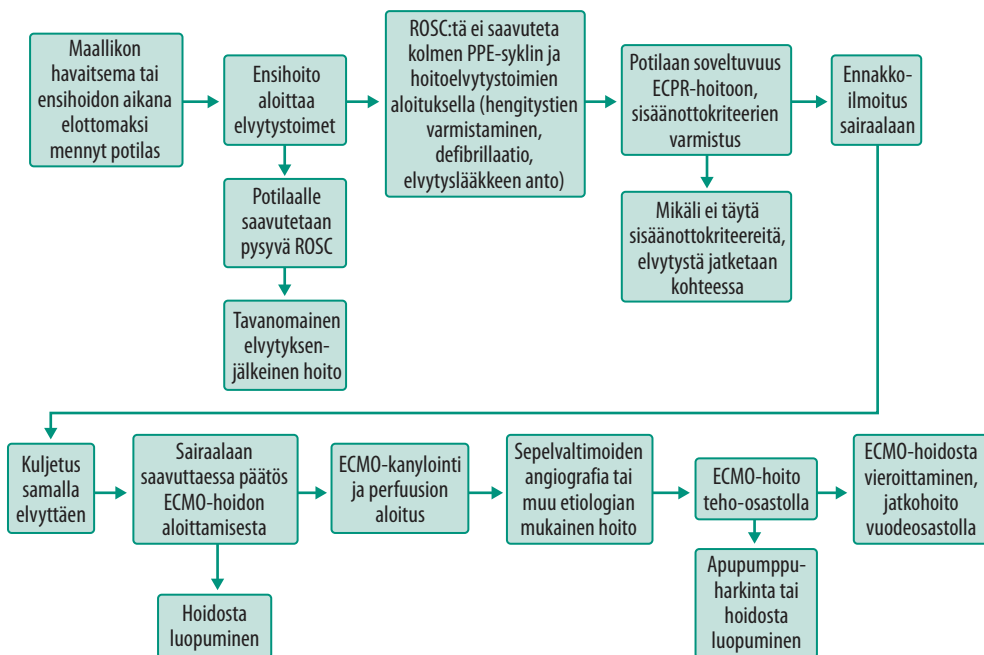 Maallikon
havaitsema tai
ensihoidon aikana
elottomaksi
mennyt potilas
Ensihoito
aloittaa
elvytystoimet
ROSC:tä ei saavuteta
kolmen PPE-syklin ja
hoitoelvytystoimien
aloituksella (hengitystien
varmistaminen,
defibrillaatio,
elvytyslääkkeen anto)
Potilaan soveltuvuus
ECPR-hoitoon,
sisäänottokriteerien
varmistus
Ennakko-
ilmoitus
sairaalaan
Potilaalle
saavutetaan
pysyvä ROSC
Mikäli ei täytä
sisäänottokriteereitä,
elvytystä jatketaan
kohteessa
Tavanomainen
elvytyksen-
jälkeinen hoito
Kuljetus
samalla
elvyttäen
Sairaalaan
saavuttaessa päätös
ECMO-hoidon
aloittamisesta
ECMO-kanylointi
ja perfuusion
aloitus
Sepelvaltimoiden
angiografia tai
muu etiologian
mukainen hoito
ECMO-hoito
teho-osastolla
ECMO-hoidosta
vieroittaminen,
jatkohoito
vuodeosastolla
Hoidosta
luopuminen
Apupumppu-
harkinta tai
hoidosta
luopuminen